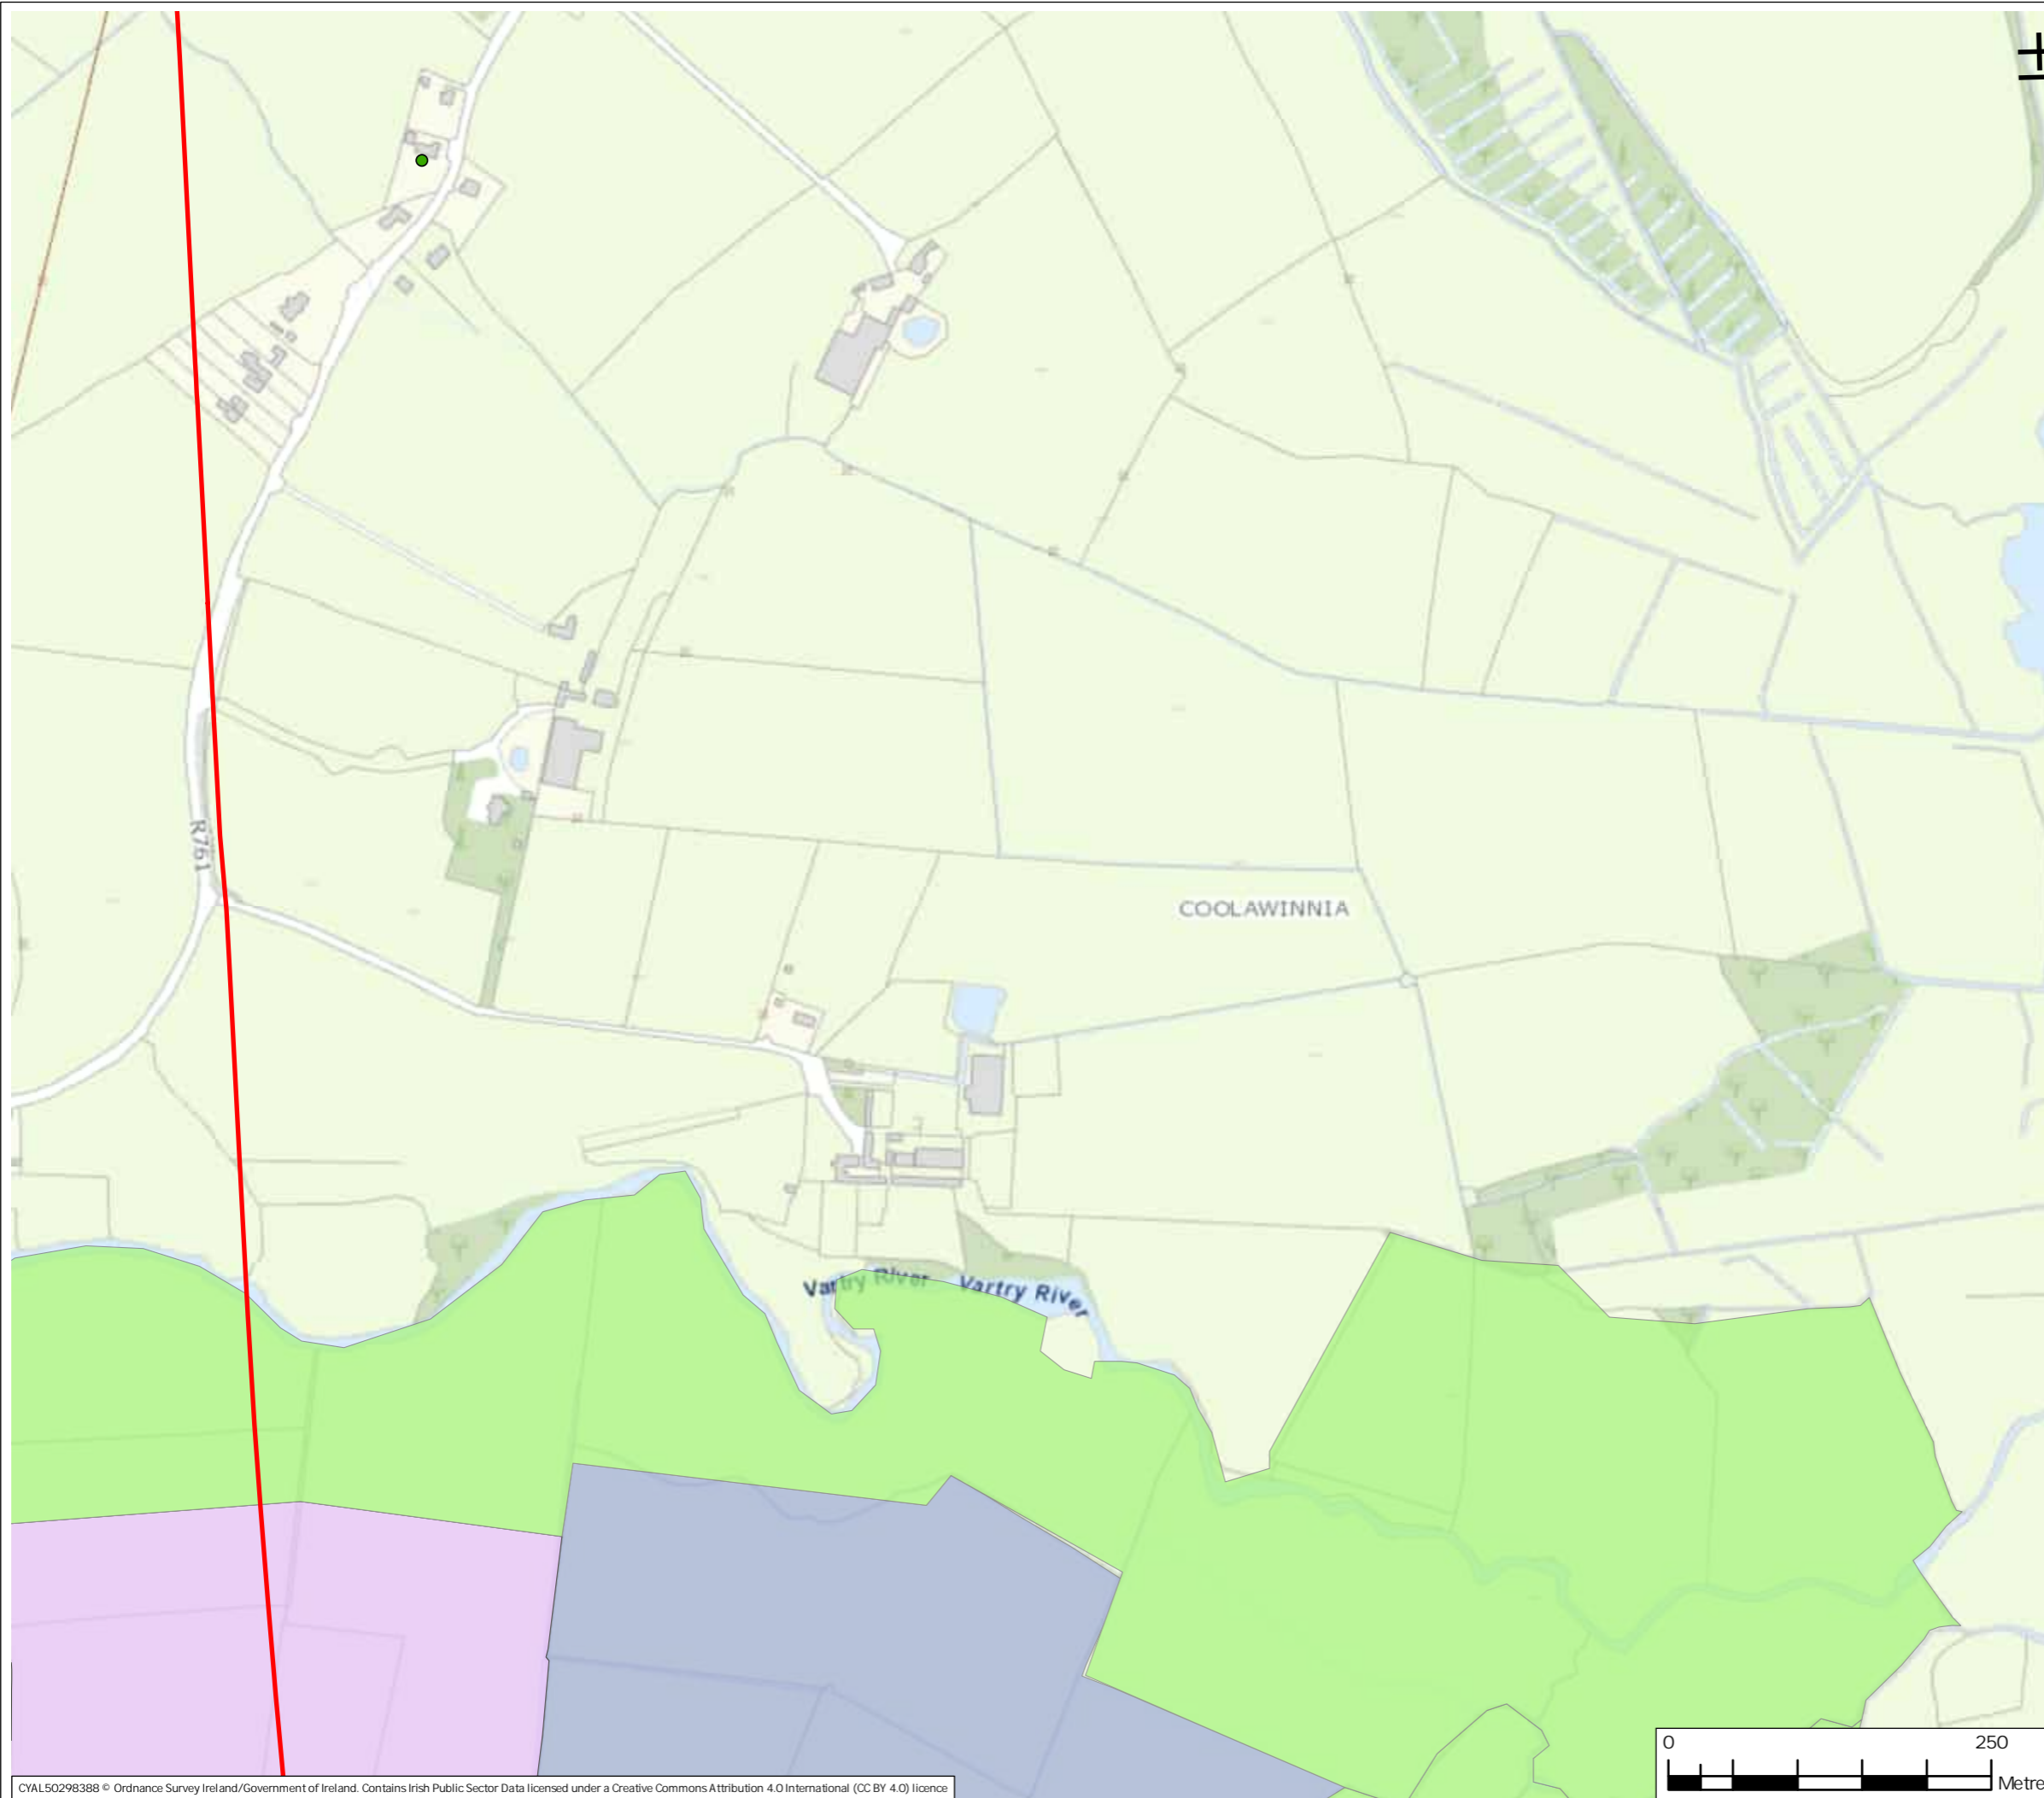 R761
COOLAWINNIA
Vartry River Vartry River
0 250
Metre
CYAL50298388 © Ordnance Survey Ireland/Government of Ireland. Contains Irish Public Sector Data licensed under a Creative Commons Attribution 4.0 International (CC BY 4.0) licence